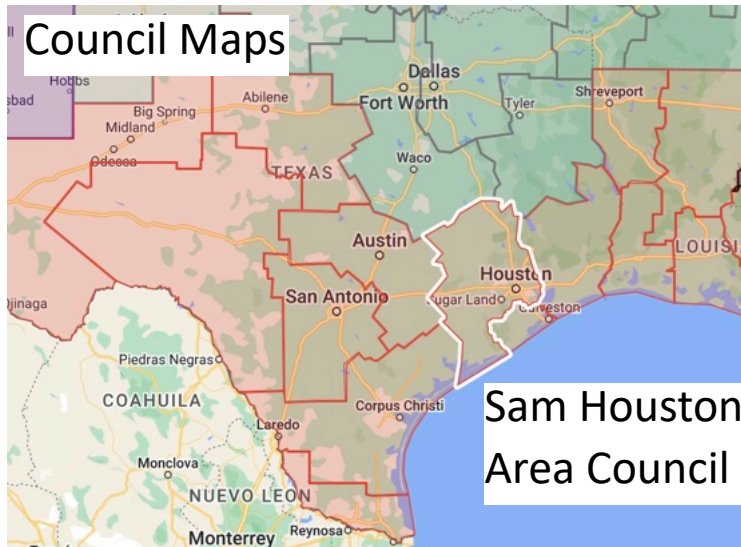 Council Maps
Hobbs
sbad
Big Spring
Midland
Odessa
Abilene
Dallas
Fort Worth
Tyler
Shreveport
Waco
TEXAS
Austin
LOUISI
Houston
San Antonio
Sugar Land
Galveston
Ojinaga
Piedras Negras
COAHUILA
Corpus Christi
Laredo
Sam Houston
Area Council
Monclova
NUEVO LEON
Monterrey
Reynosa